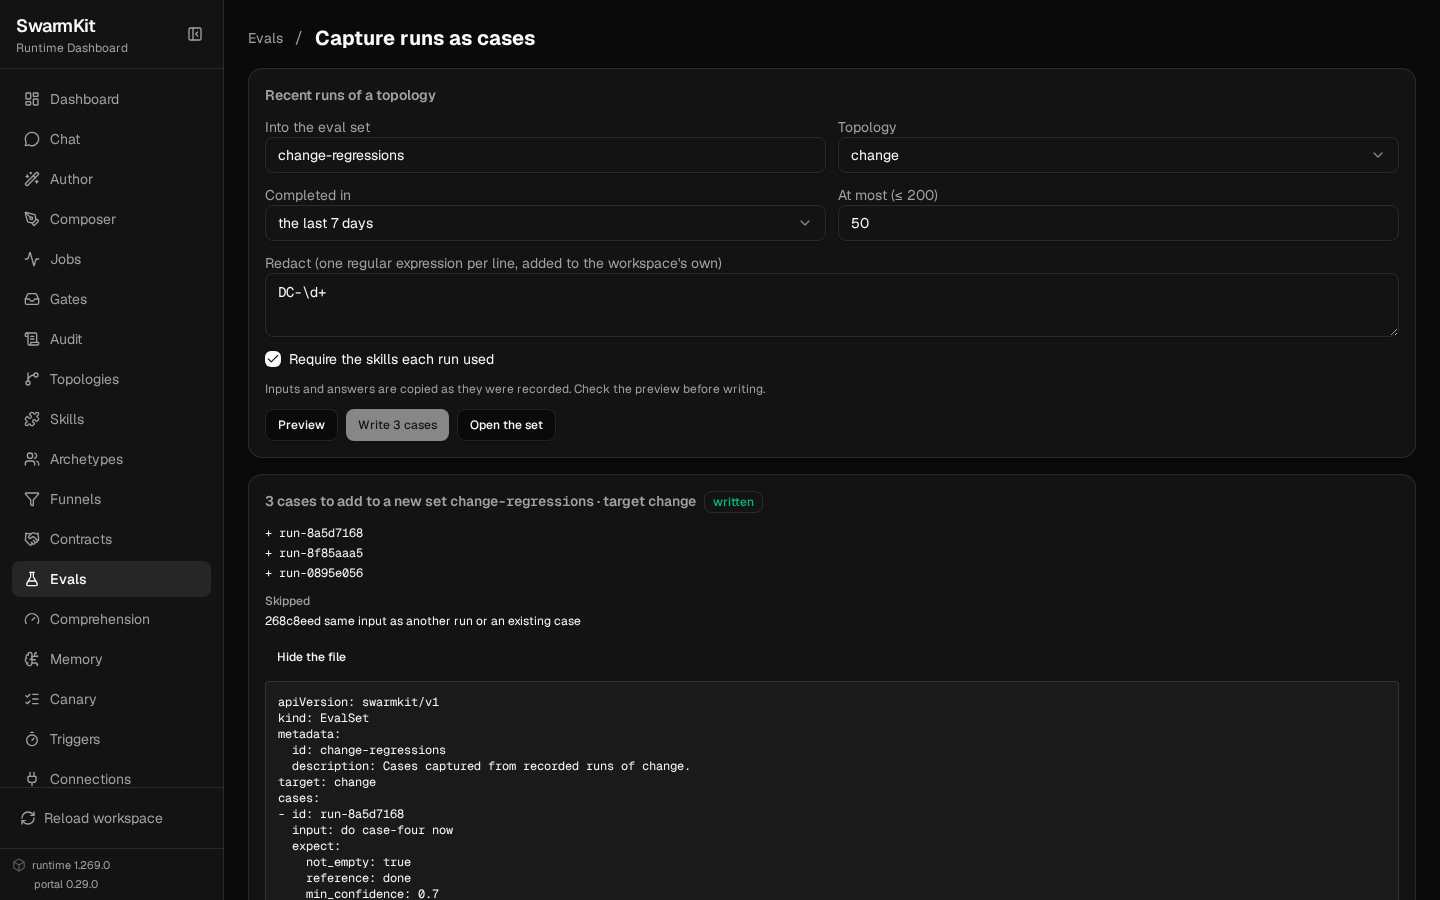 SwarmKit
Runtime Dashboard
Dashboard
Chat
Author
Composer
Jobs
Gates
Audit
Topologies
Skills
Archetypes
Funnels
Contracts
Evals
Comprehension
Memory
Canary
Triggers
Connections
Reload workspace
runtime 1.269.0
portal 0.29.0
Evals / Capture runs as cases
Recent runs of a topology
Into the eval set
change-regressions
Topology
change
Completed in
the last 7 days
At most (≤ 200)
50
Redact (one regular expression per line, added to the workspace's own)
DC-\d+
Require the skills each run used
Inputs and answers are copied as they were recorded. Check the preview before writing.
Preview
Write 3 cases
Open the set
3 cases to add to a new set change-regressions · target change written
+ run-8a5d7168
+ run-8f85aaa5
+ run-0895e056
Skipped
268c8eed same input as another run or an existing case
Hide the file
apiVersion: swarmkit/v1
kind: EvalSet
metadata:
  id: change-regressions
  description: Cases captured from recorded runs of change.
target: change
cases:
- id: run-8a5d7168
  input: do case-four now
  expect:
    not_empty: true
    reference: done
    min_confidence: 0.7